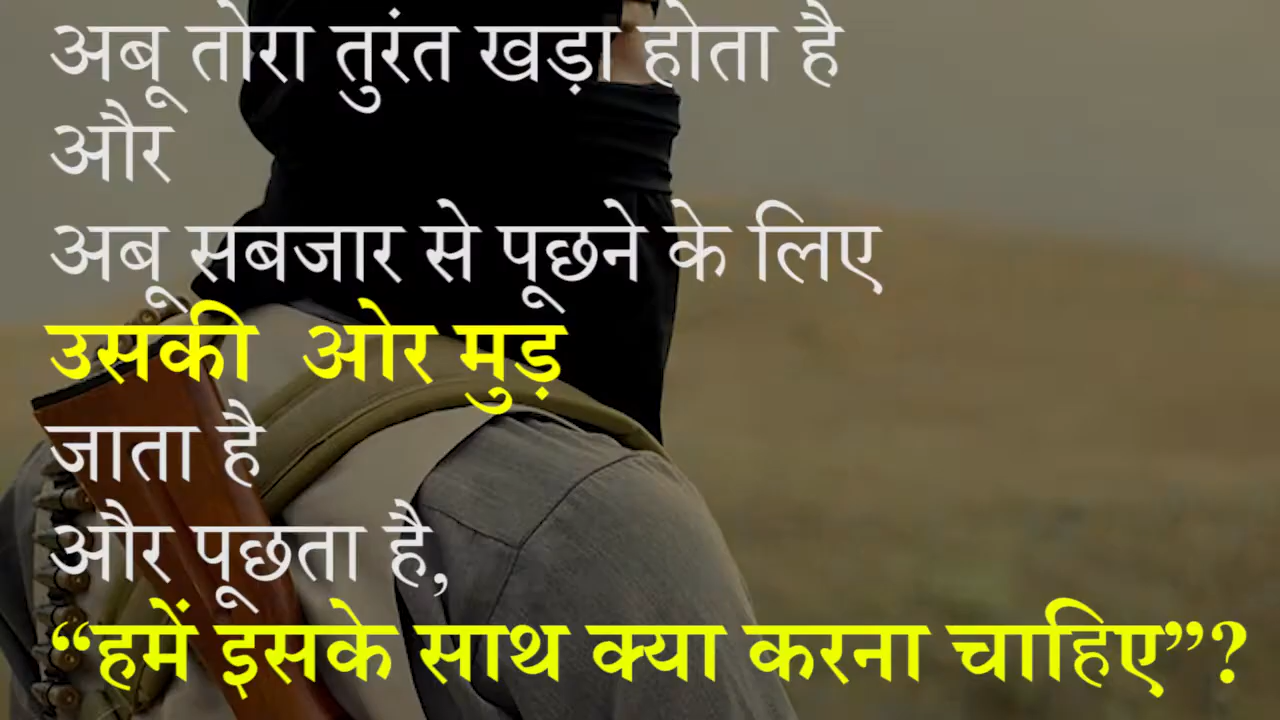 अबू तोरा तुरंत खड़ा होता है
और
अबू सबजार से पूछने के लिए
उसकी ओर मुड़
जाता है
और पूछता है,
“हमें इसके साथ क्या करना चाहिए”?